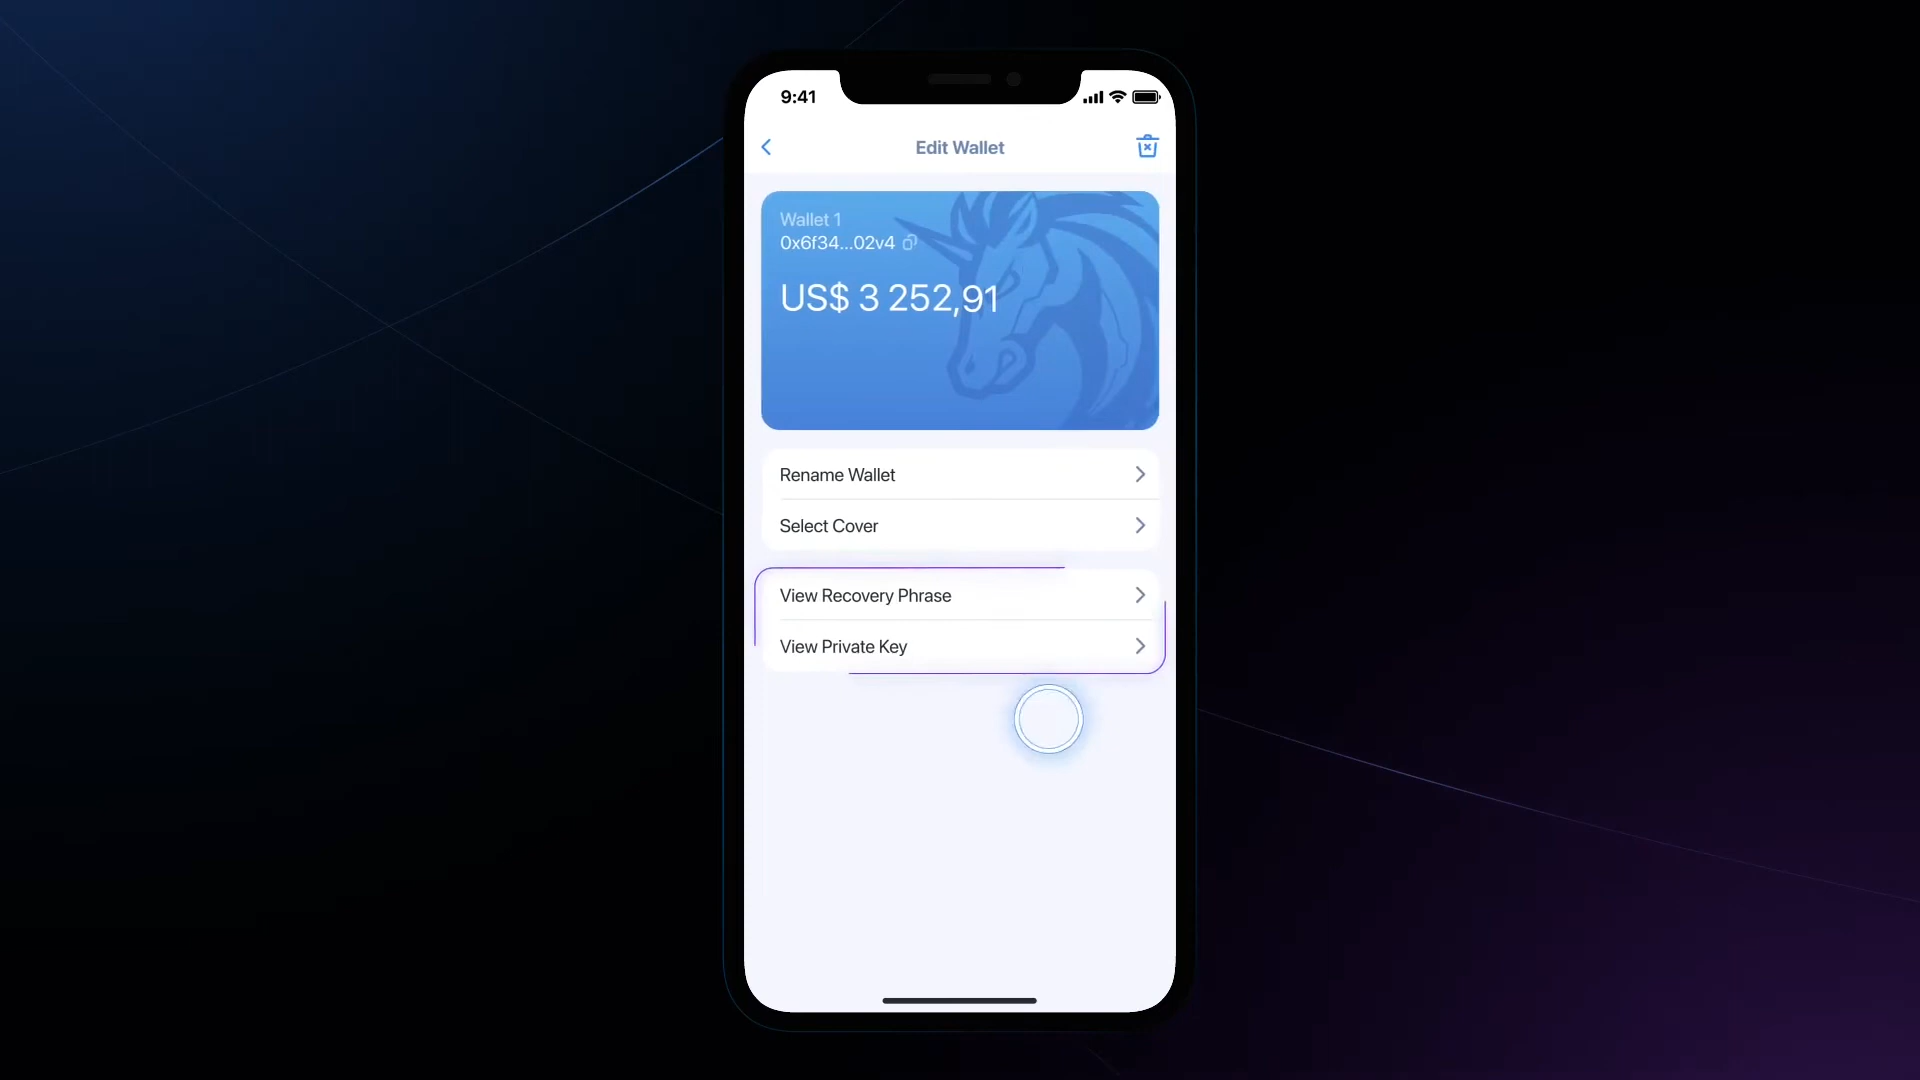 9:41
Edit Wallet
Wallet 1
0x6f34...02v4
US$ 3 252,91
Rename Wallet
Select Cover
View Recovery Phrase
View Private Key